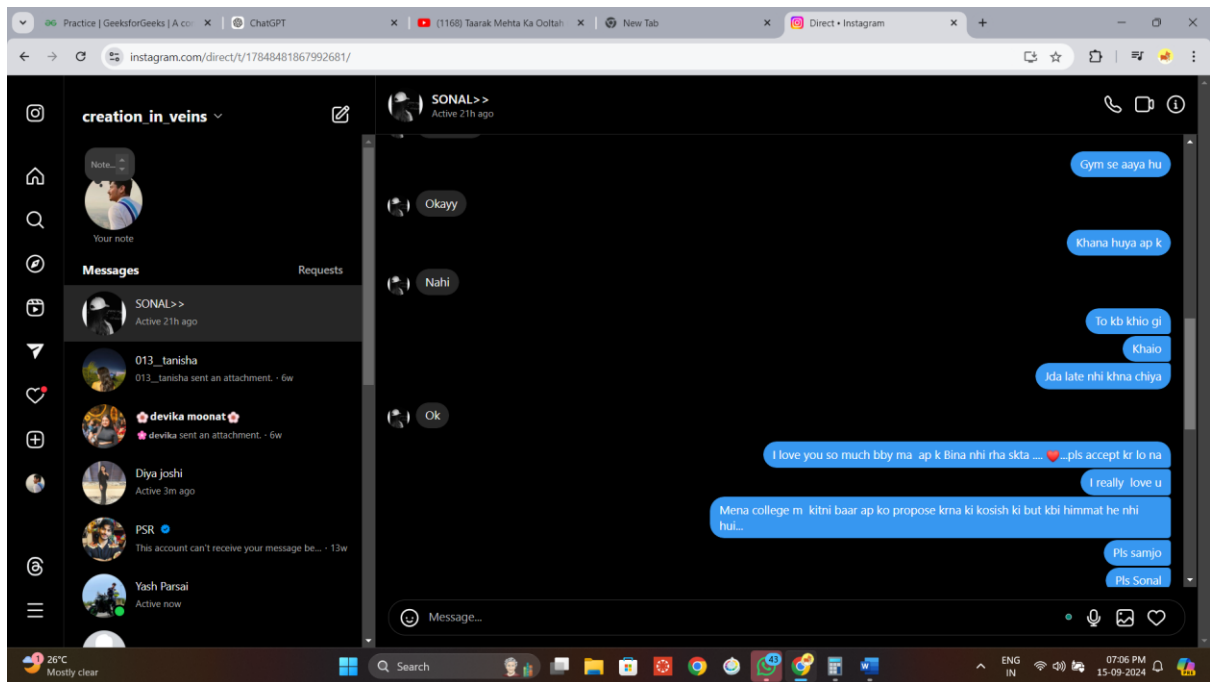 Practice | GeeksforGeeks | A co
ChatGPT
(1168) Taarak Mehta Ka Ooltah
New Tab
Direct • Instagram
instagram.com/direct/t/17848481867992681/
creation_in_veins
Note...
Your note
Messages
Requests
SONAL>>
Active 21h ago
013__tanisha
013__tanisha sent an attachment. · 6w
🌸devika moonat🌸
🌸devika sent an attachment. · 6w
Diya joshi
Active 3m ago
PSR
This account can't receive your message be... · 13w
Yash Parsai
Active now
SONAL>>
Active 21h ago
Gym se aaya hu
Okayy
Khana huya ap k
Nahi
To kb khio gi
Khaio
Jda late nhi khna chiya
Ok
I love you so much bby ma ap k Bina nhi rha skta .... ❤️...pls accept kr lo na
I really love u
Mena college m kitni baar ap ko propose krna ki kosish ki but kbi himmat he nhi
hui...
Pls samjo
Pls Sonal
Message...
1
26°C
Mostly clear
Search
43
ENG
IN
07:06 PM
15-09-2024